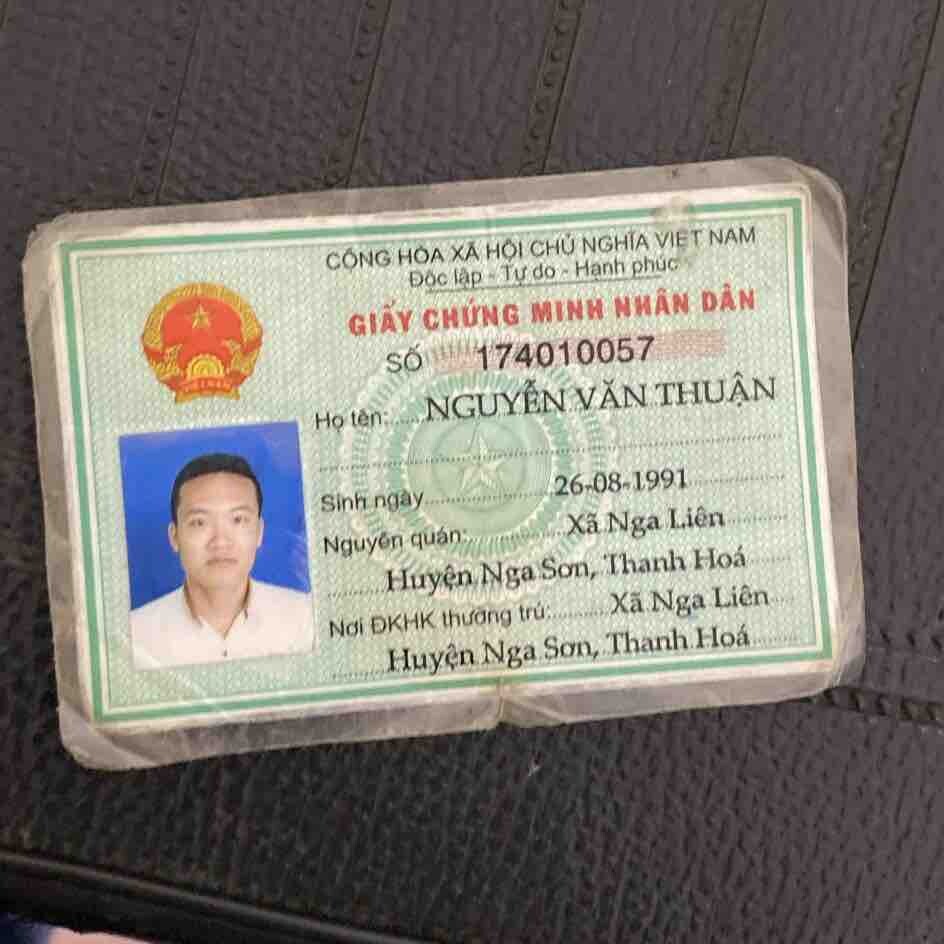 CỘNG HÒA XÃ HỘI CHỦ NGHĨA VIỆT NAM
Độc lập - Tự do - Hạnh phúc
GIẤY CHỨNG MINH NHÂN DÂN
SỐ 174010057
Họ tên: NGUYỄN VĂN THUẬN
Sinh ngày 26-08-1991
Nguyên quán: Xã Nga Liên
Huyện Nga Sơn, Thanh Hoá
Nơi ĐKHK thường trú: Xã Nga Liên
Huyện Nga Sơn, Thanh Hoá
VIỆT NAM